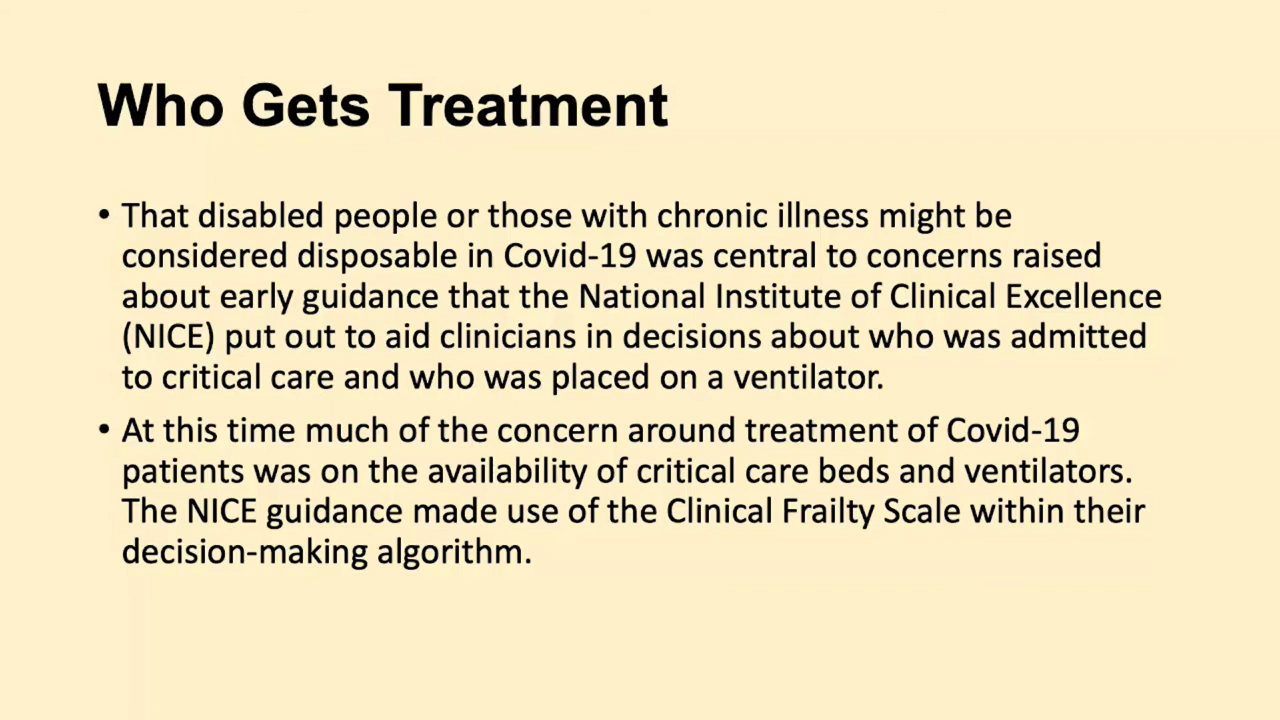 Who Gets Treatment
• That disabled people or those with chronic illness might be
considered disposable in Covid-19 was central to concerns raised
about early guidance that the National Institute of Clinical Excellence
(NICE) put out to aid clinicians in decisions about who was admitted
to critical care and who was placed on a ventilator.
• At this time much of the concern around treatment of Covid-19
patients was on the availability of critical care beds and ventilators.
The NICE guidance made use of the Clinical Frailty Scale within their
decision-making algorithm.